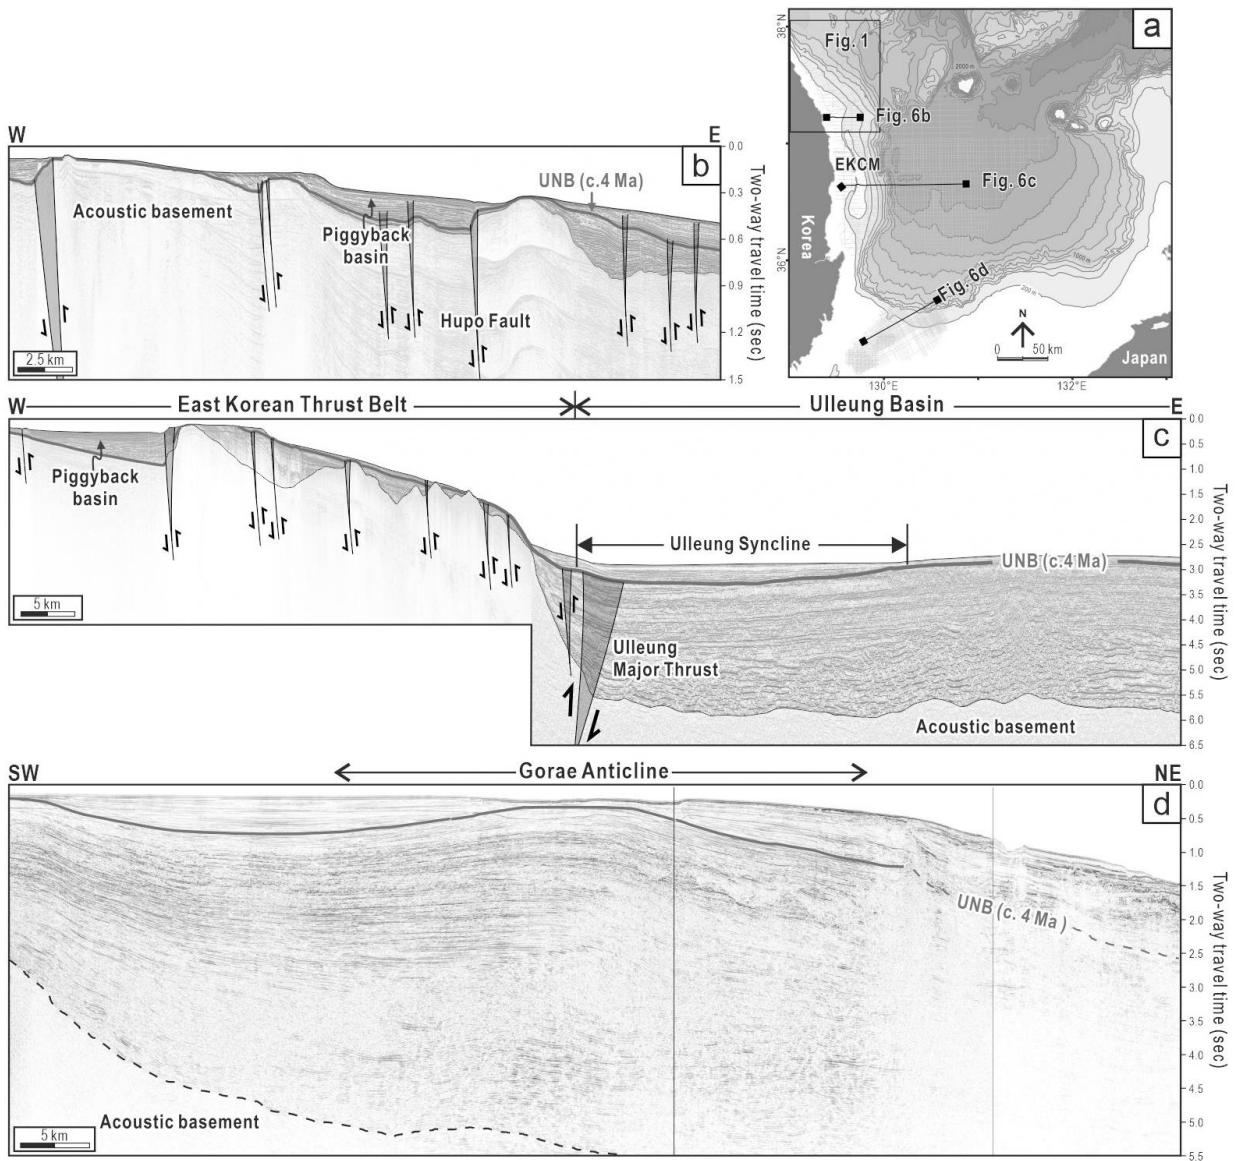 a
38°N
Fig. 1
2000 m
Fig. 6b
EKCM
Fig. 6c
Korea
36°N
Fig. 6d
1000 m
200 m
N
0 50 km
Japan
130°E 132°E
W E
b
0.0
0.3
0.6
0.9
1.2
1.5
Two-way travel time (sec)
UNB (c.4 Ma)
Acoustic basement
Piggyback
basin
Hupo Fault
2.5 km
W East Korean Thrust Belt Ulleung Basin E
c
0.0
0.5
1.0
1.5
2.0
2.5
3.0
3.5
4.0
4.5
5.0
5.5
6.0
6.5
Two-way travel time (sec)
Piggyback
basin
Ulleung Syncline
UNB (c.4 Ma)
5 km
Ulleung
Major Thrust
Acoustic basement
SW Gorae Anticline NE
d
0.0
0.5
1.0
1.5
2.0
2.5
3.0
3.5
4.0
4.5
5.0
5.5
Two-way travel time (sec)
UNB (c. 4 Ma)
Acoustic basement
5 km